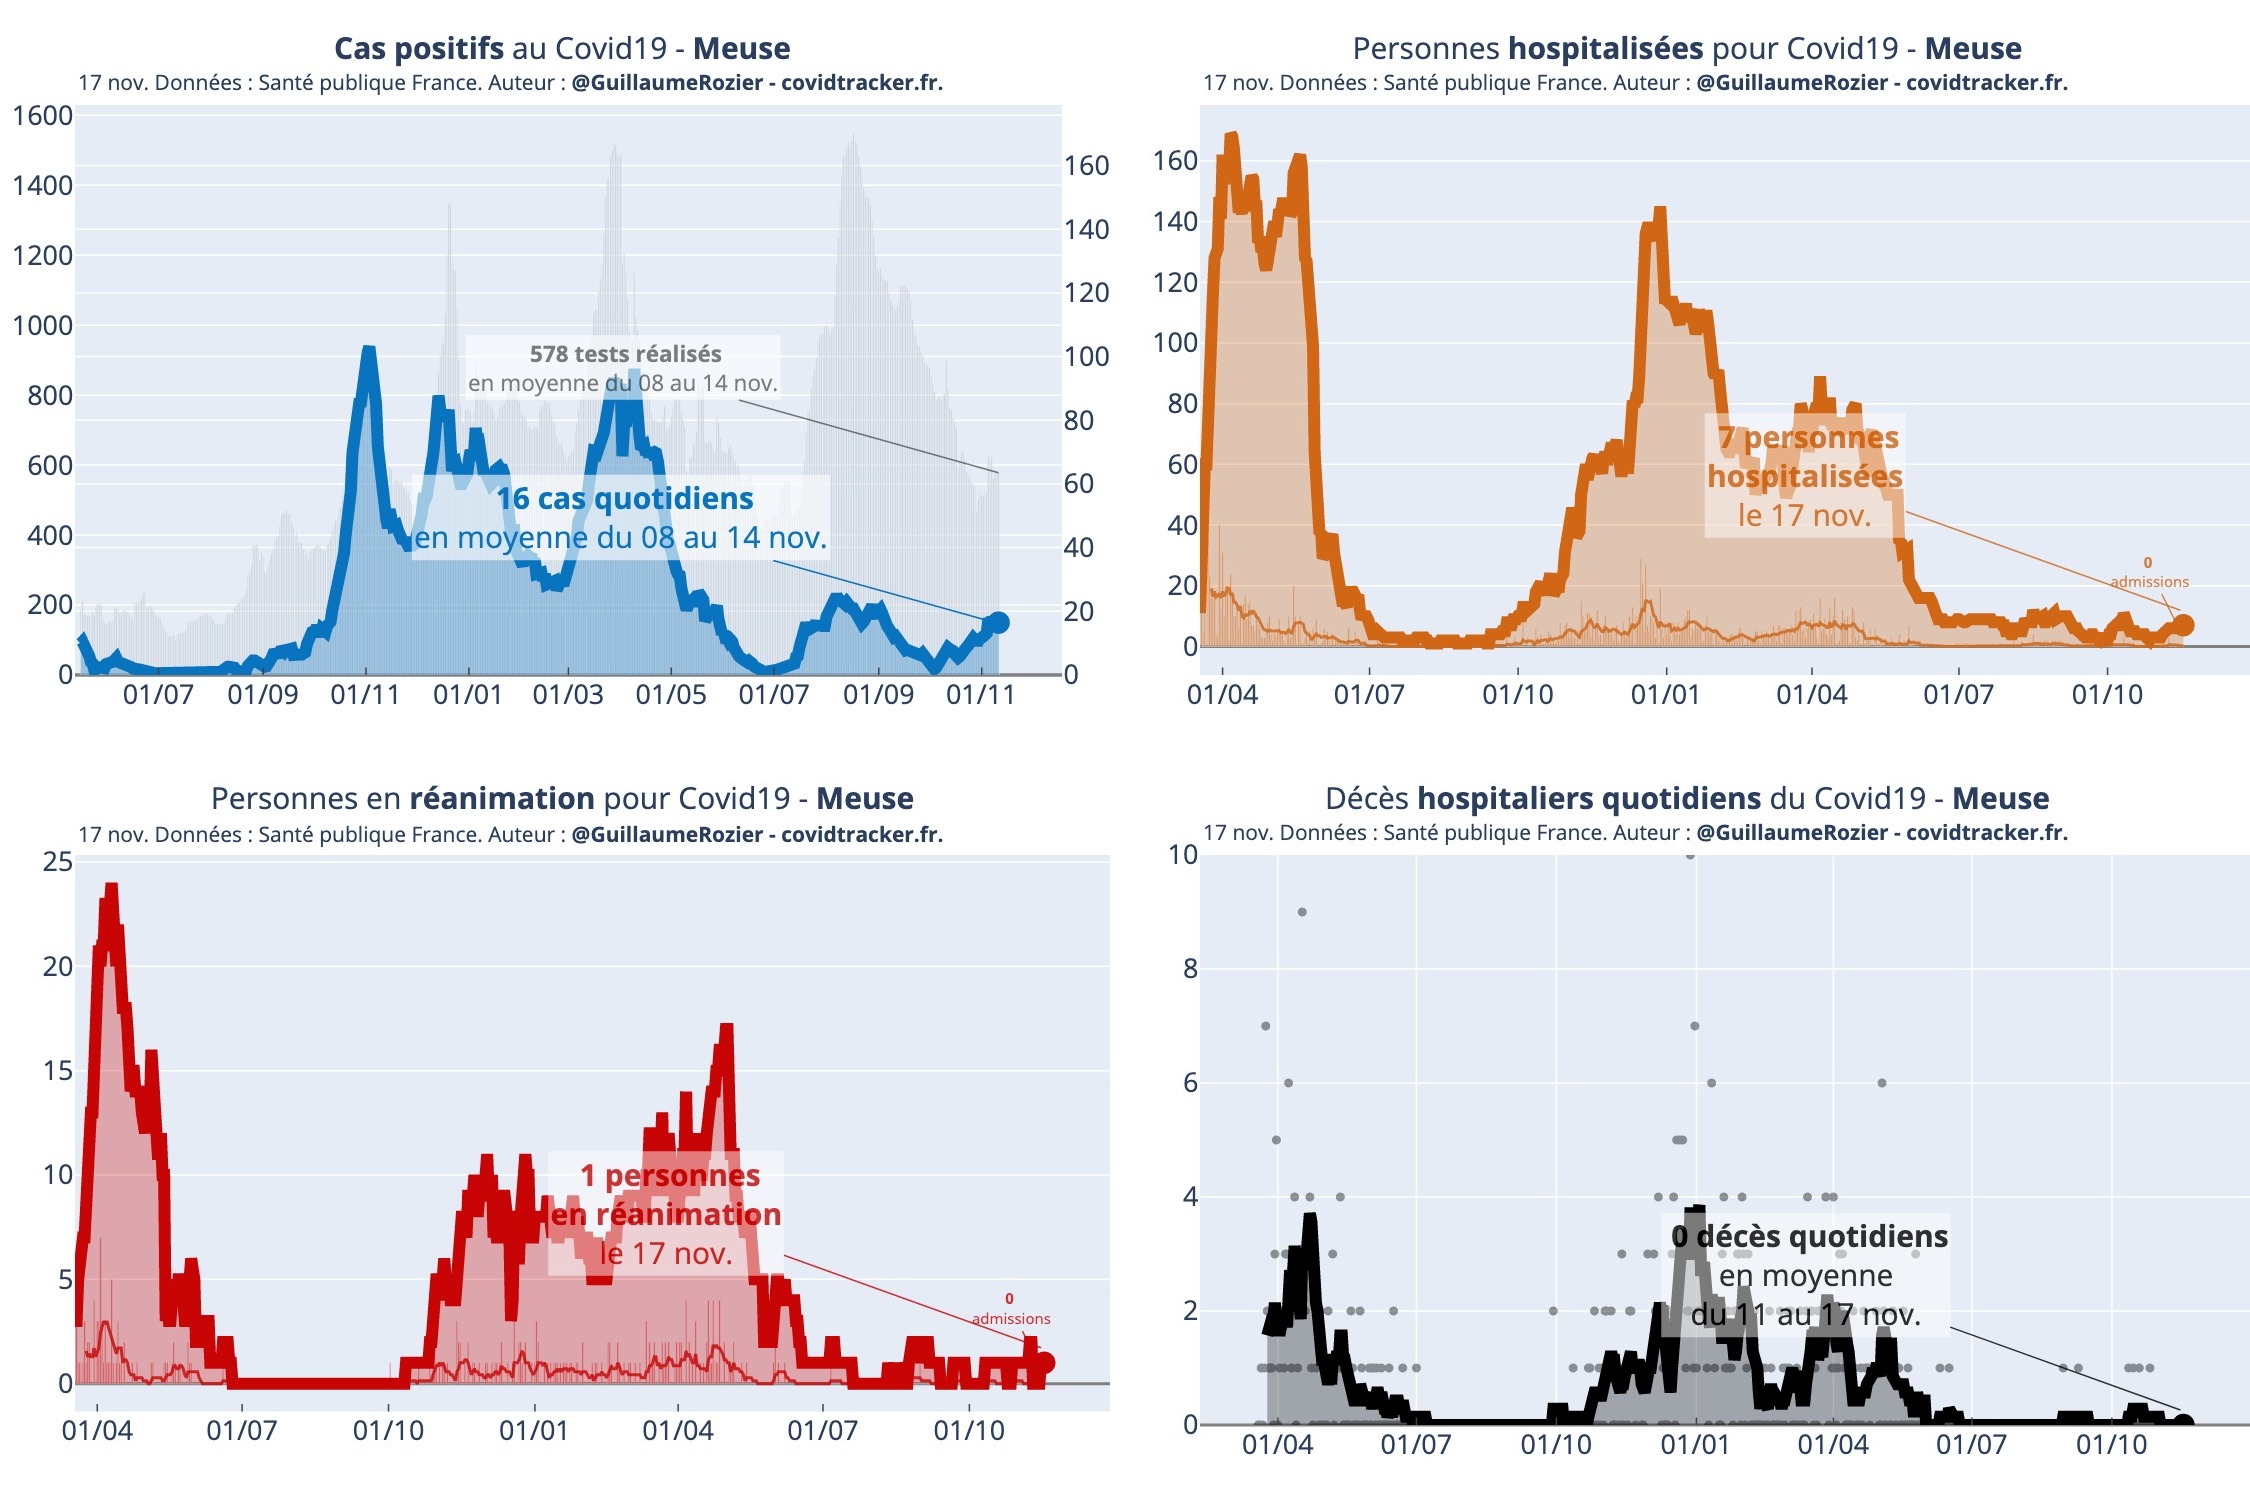 Cas positifs au Covid19 - Meuse
17 nov. Données : Santé publique France. Auteur : @GuillaumeRozier - covidtracker.fr.
1600
1400
1200
1000
800
600
400
200
0
160
140
120
100
80
60
40
20
0
578 tests réalisés
en moyenne du 08 au 14 nov.
16 cas quotidiens
en moyenne du 08 au 14 nov.
01/07 01/09 01/11 01/01 01/03 01/05 01/07 01/09 01/11
Personnes hospitalisées pour Covid19 - Meuse
17 nov. Données : Santé publique France. Auteur : @GuillaumeRozier - covidtracker.fr.
160
140
120
100
80
60
40
20
0
7 personnes
hospitalisées
le 17 nov.
0
admissions
01/04 01/07 01/10 01/01 01/04 01/07 01/10
Personnes en réanimation pour Covid19 - Meuse
17 nov. Données : Santé publique France. Auteur : @GuillaumeRozier - covidtracker.fr.
25
20
15
10
5
0
1 personnes
en réanimation
le 17 nov.
0
admissions
01/04 01/07 01/10 01/01 01/04 01/07 01/10
Décès hospitaliers quotidiens du Covid19 - Meuse
17 nov. Données : Santé publique France. Auteur : @GuillaumeRozier - covidtracker.fr.
10
8
6
4
2
0
0 décès quotidiens
en moyenne
du 11 au 17 nov.
01/04 01/07 01/10 01/01 01/04 01/07 01/10